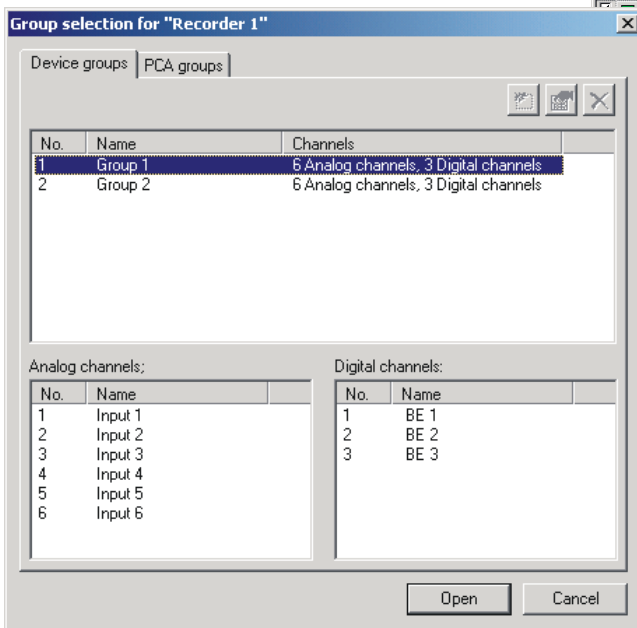 Group selection for "Recorder 1"
Device groups PCA groups
No. Name Channels
1 Group 1 6 Analog channels, 3 Digital channels
2 Group 2 6 Analog channels, 3 Digital channels
Analog channels;
No. Name
1 Input 1
2 Input 2
3 Input 3
4 Input 4
5 Input 5
6 Input 6
Digital channels:
No. Name
1 BE 1
2 BE 2
3 BE 3
Open Cancel